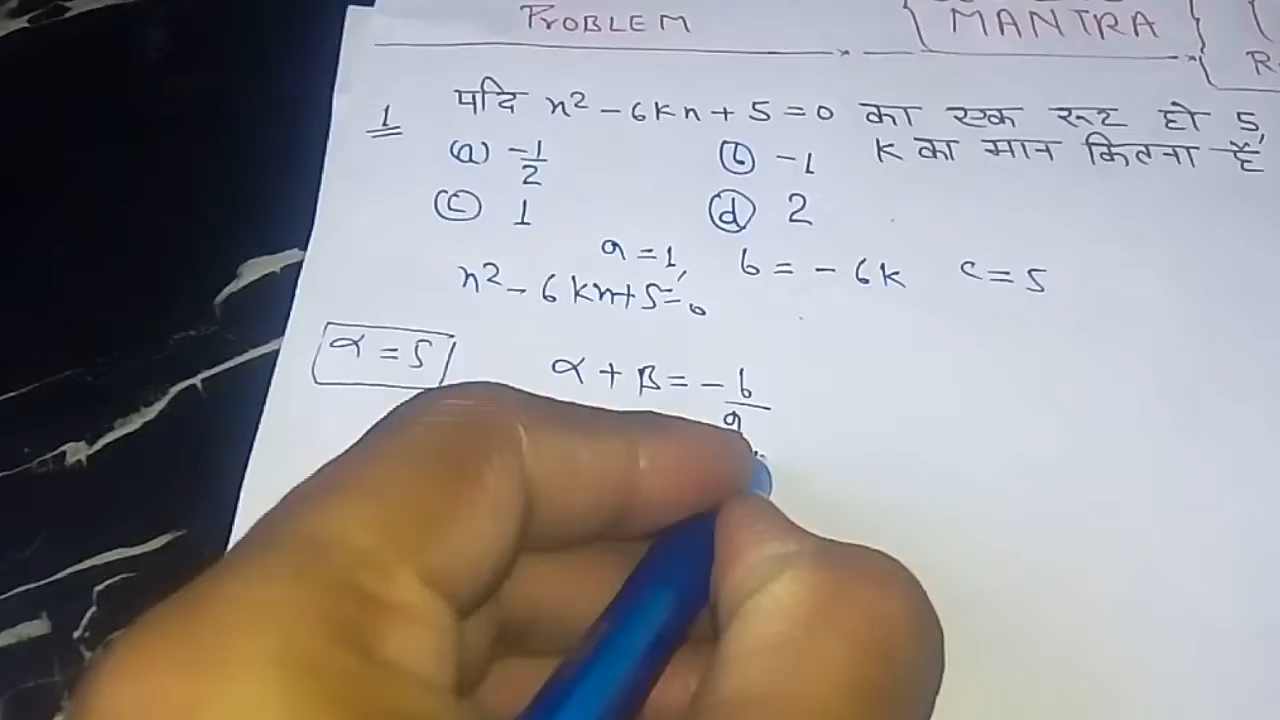 PROBLEM
{ MANTRA } (
R
1 यदि x² - 6kx + 5 = 0 का एक रूट हो 5,
k का मान कितना है
(a) -1/2 (b) -1
(c) 1 (d) 2
a = 1, b = - 6k c = 5
x² - 6kx + 5 = 0
α = 5
α + β = - b/a